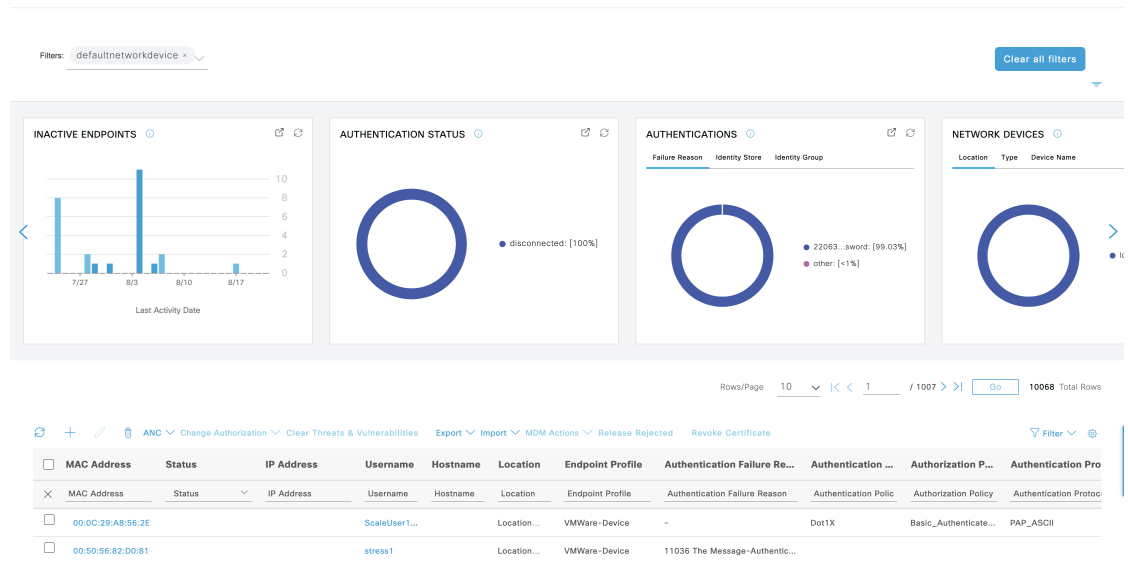 Filters: defaultnetworkdevice ×
Clear all filters
INACTIVE ENDPOINTS
10
8
6
4
2
0
7/27 8/3 8/10 8/17
Last Activity Date
AUTHENTICATION STATUS
disconnected: [100%]
AUTHENTICATIONS
Failure Reason Identity Store Identity Group
22063...sword: [99.03%]
other: [<1%]
NETWORK DEVICES
Location Type Device Name
lo
Rows/Page 10 |< < 1 / 1007 > >| Go 10068 Total Rows
ANC Change Authorization Clear Threats & Vulnerabilities Export Import MDM Actions Release Rejected Revoke Certificate Filter
MAC Address Status IP Address Username Hostname Location Endpoint Profile Authentication Failure Re... Authentication ... Authorization P... Authentication Pro
MAC Address Status IP Address Username Hostname Location Endpoint Profile Authentication Failure Reason Authentication Polic Authorization Policy Authentication Protoc
00:0C:29:A8:56:2E ScaleUser1... Location... VMWare-Device - Dot1X Basic_Authenticate... PAP_ASCII
00:50:56:82:D0:81 stress1 Location... VMWare-Device 11036 The Message-Authentic...